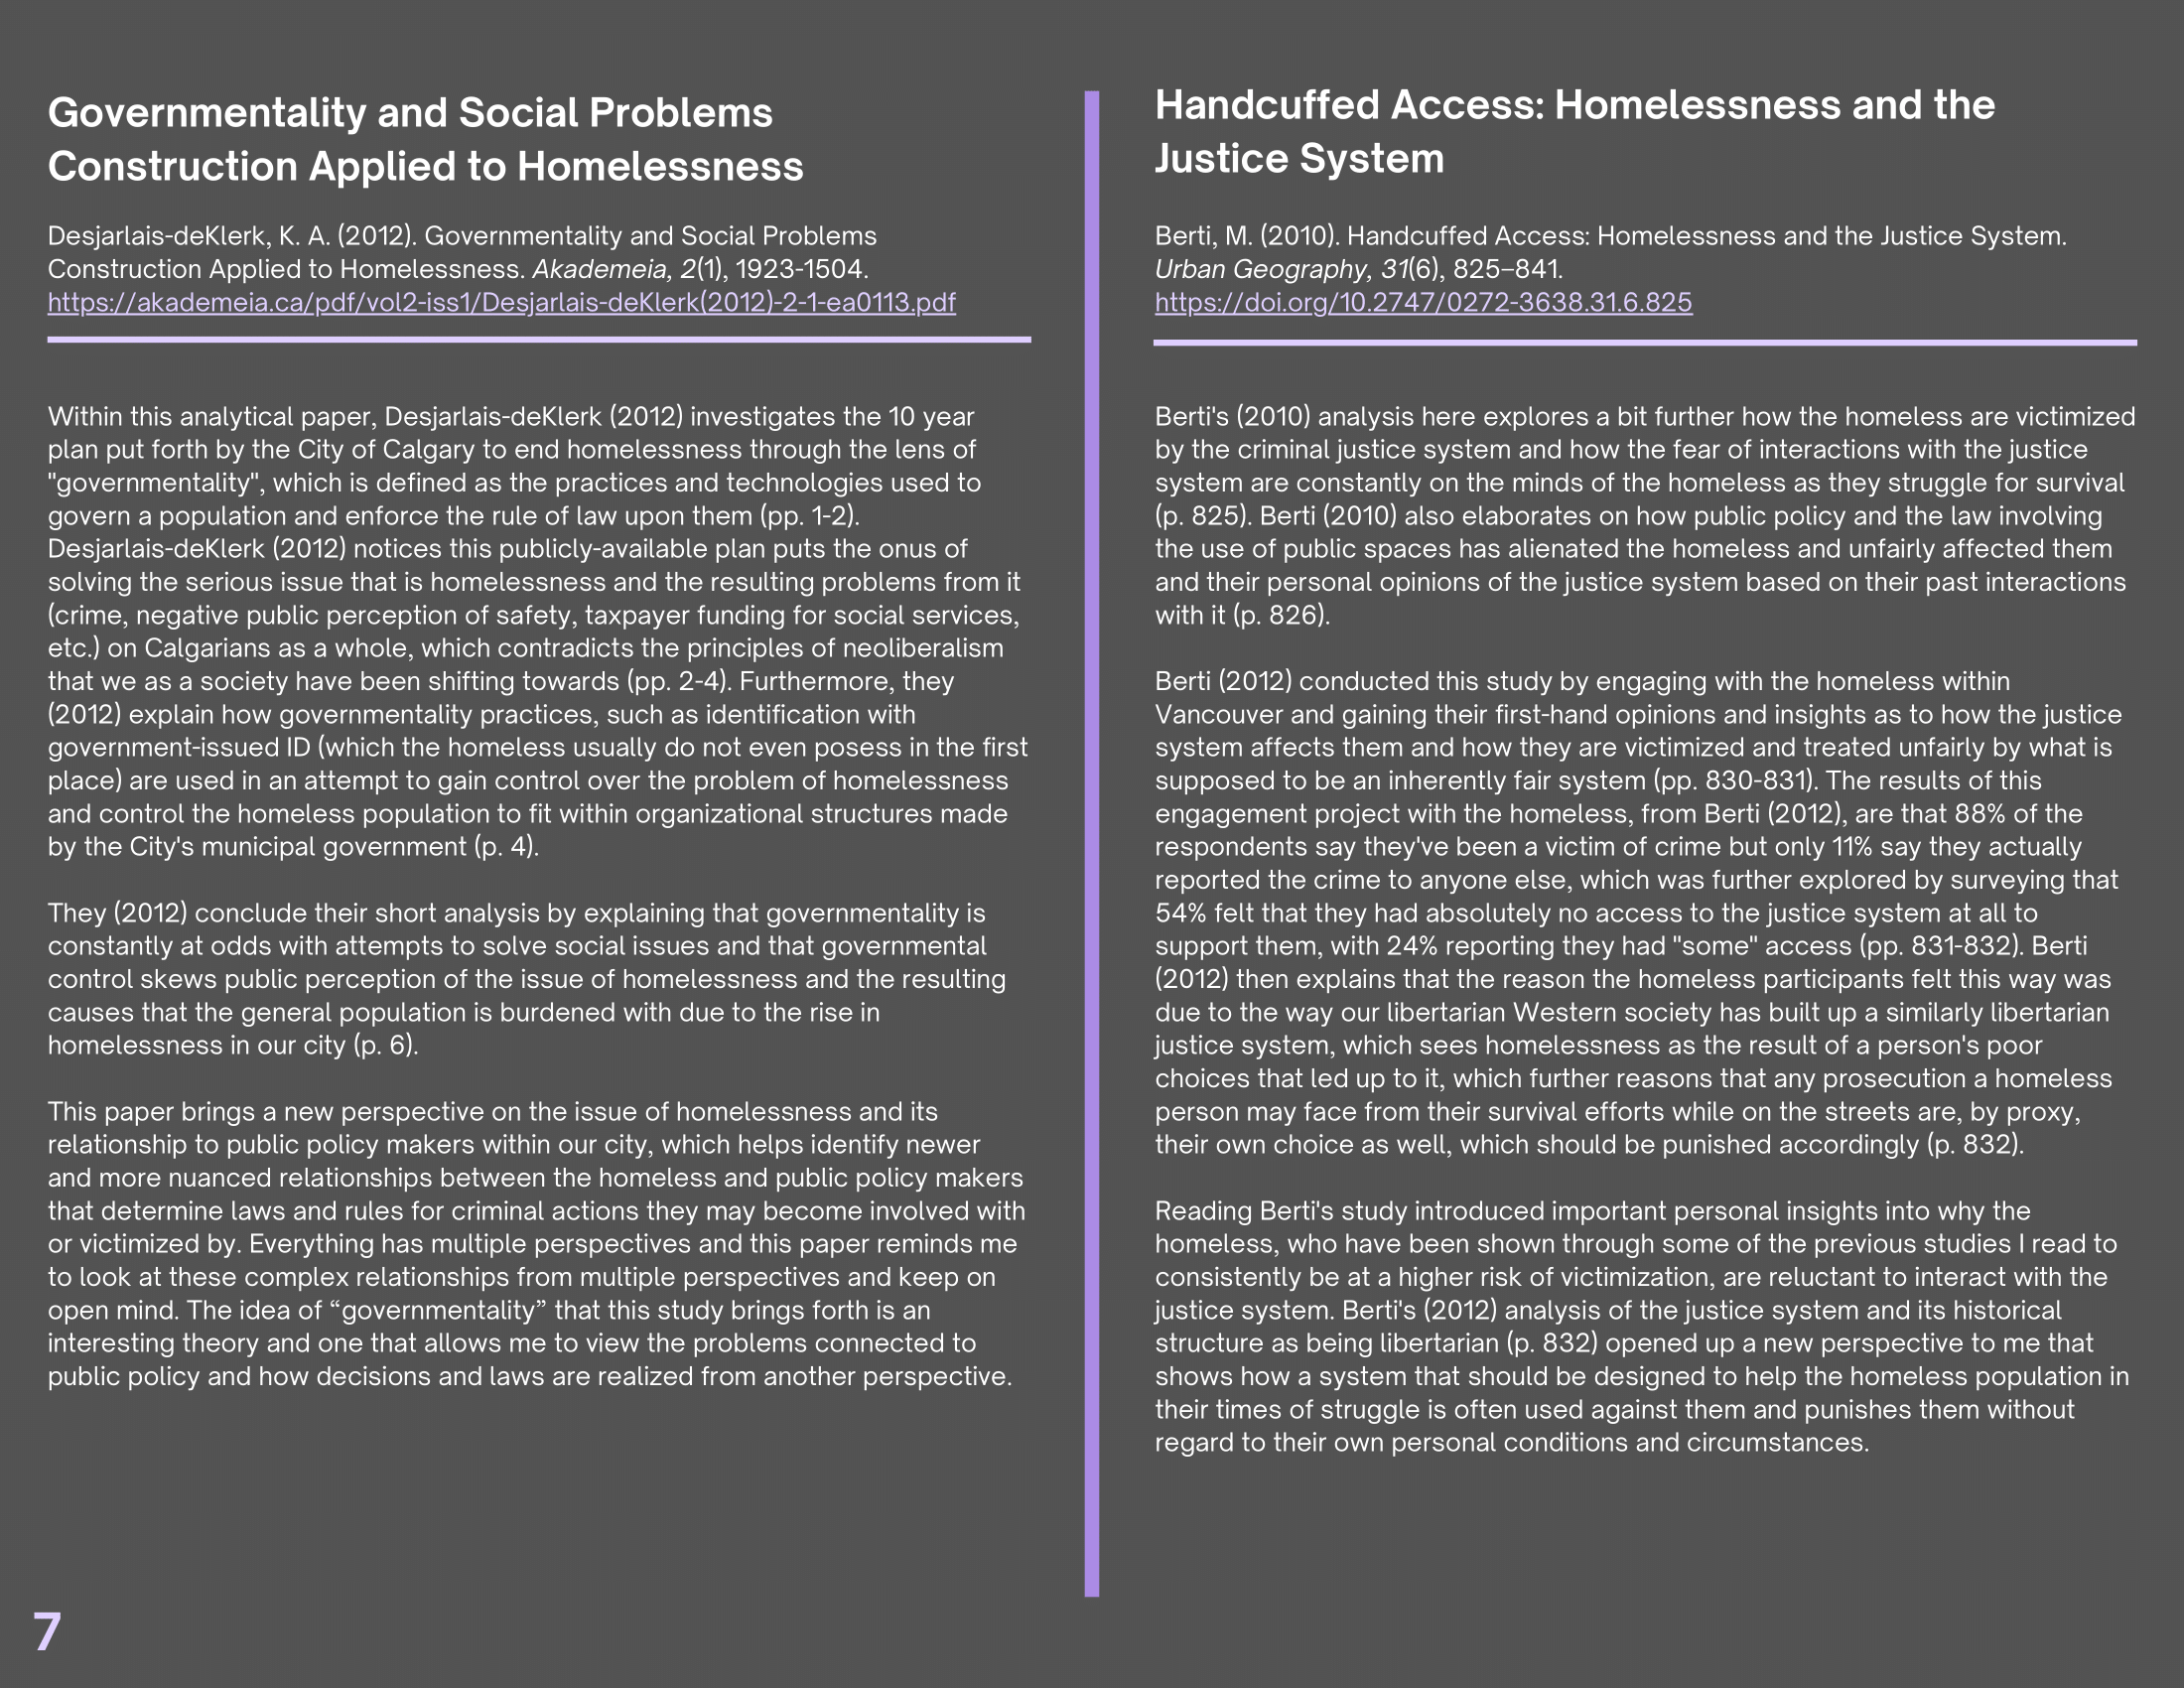 Governmentality and Social Problems
Construction Applied to Homelessness
Desjarlais-deKlerk, K. A. (2012). Governmentality and Social Problems
Construction Applied to Homelessness. Akademeia, 2(1), 1923-1504.
https://akademeia.ca/pdf/vol2-iss1/Desjarlais-deKlerk(2012)-2-1-ea0113.pdf
Within this analytical paper, Desjarlais-deKlerk (2012) investigates the 10 year
plan put forth by the City of Calgary to end homelessness through the lens of
"governmentality", which is defined as the practices and technologies used to
govern a population and enforce the rule of law upon them (pp. 1-2).
Desjarlais-deKlerk (2012) notices this publicly-available plan puts the onus of
solving the serious issue that is homelessness and the resulting problems from it
(crime, negative public perception of safety, taxpayer funding for social services,
etc.) on Calgarians as a whole, which contradicts the principles of neoliberalism
that we as a society have been shifting towards (pp. 2-4). Furthermore, they
(2012) explain how governmentality practices, such as identification with
government-issued ID (which the homeless usually do not even posess in the first
place) are used in an attempt to gain control over the problem of homelessness
and control the homeless population to fit within organizational structures made
by the City's municipal government (p. 4).
They (2012) conclude their short analysis by explaining that governmentality is
constantly at odds with attempts to solve social issues and that governmental
control skews public perception of the issue of homelessness and the resulting
causes that the general population is burdened with due to the rise in
homelessness in our city (p. 6).
This paper brings a new perspective on the issue of homelessness and its
relationship to public policy makers within our city, which helps identify newer
and more nuanced relationships between the homeless and public policy makers
that determine laws and rules for criminal actions they may become involved with
or victimized by. Everything has multiple perspectives and this paper reminds me
to look at these complex relationships from multiple perspectives and keep on
open mind. The idea of “governmentality” that this study brings forth is an
interesting theory and one that allows me to view the problems connected to
public policy and how decisions and laws are realized from another perspective.
Handcuffed Access: Homelessness and the
Justice System
Berti, M. (2010). Handcuffed Access: Homelessness and the Justice System.
Urban Geography, 31(6), 825–841.
https://doi.org/10.2747/0272-3638.31.6.825
Berti's (2010) analysis here explores a bit further how the homeless are victimized
by the criminal justice system and how the fear of interactions with the justice
system are constantly on the minds of the homeless as they struggle for survival
(p. 825). Berti (2010) also elaborates on how public policy and the law involving
the use of public spaces has alienated the homeless and unfairly affected them
and their personal opinions of the justice system based on their past interactions
with it (p. 826).
Berti (2012) conducted this study by engaging with the homeless within
Vancouver and gaining their first-hand opinions and insights as to how the justice
system affects them and how they are victimized and treated unfairly by what is
supposed to be an inherently fair system (pp. 830-831). The results of this
engagement project with the homeless, from Berti (2012), are that 88% of the
respondents say they've been a victim of crime but only 11% say they actually
reported the crime to anyone else, which was further explored by surveying that
54% felt that they had absolutely no access to the justice system at all to
support them, with 24% reporting they had "some" access (pp. 831-832). Berti
(2012) then explains that the reason the homeless participants felt this way was
due to the way our libertarian Western society has built up a similarly libertarian
justice system, which sees homelessness as the result of a person's poor
choices that led up to it, which further reasons that any prosecution a homeless
person may face from their survival efforts while on the streets are, by proxy,
their own choice as well, which should be punished accordingly (p. 832).
Reading Berti's study introduced important personal insights into why the
homeless, who have been shown through some of the previous studies I read to
consistently be at a higher risk of victimization, are reluctant to interact with the
justice system. Berti's (2012) analysis of the justice system and its historical
structure as being libertarian (p. 832) opened up a new perspective to me that
shows how a system that should be designed to help the homeless population in
their times of struggle is often used against them and punishes them without
regard to their own personal conditions and circumstances.
7